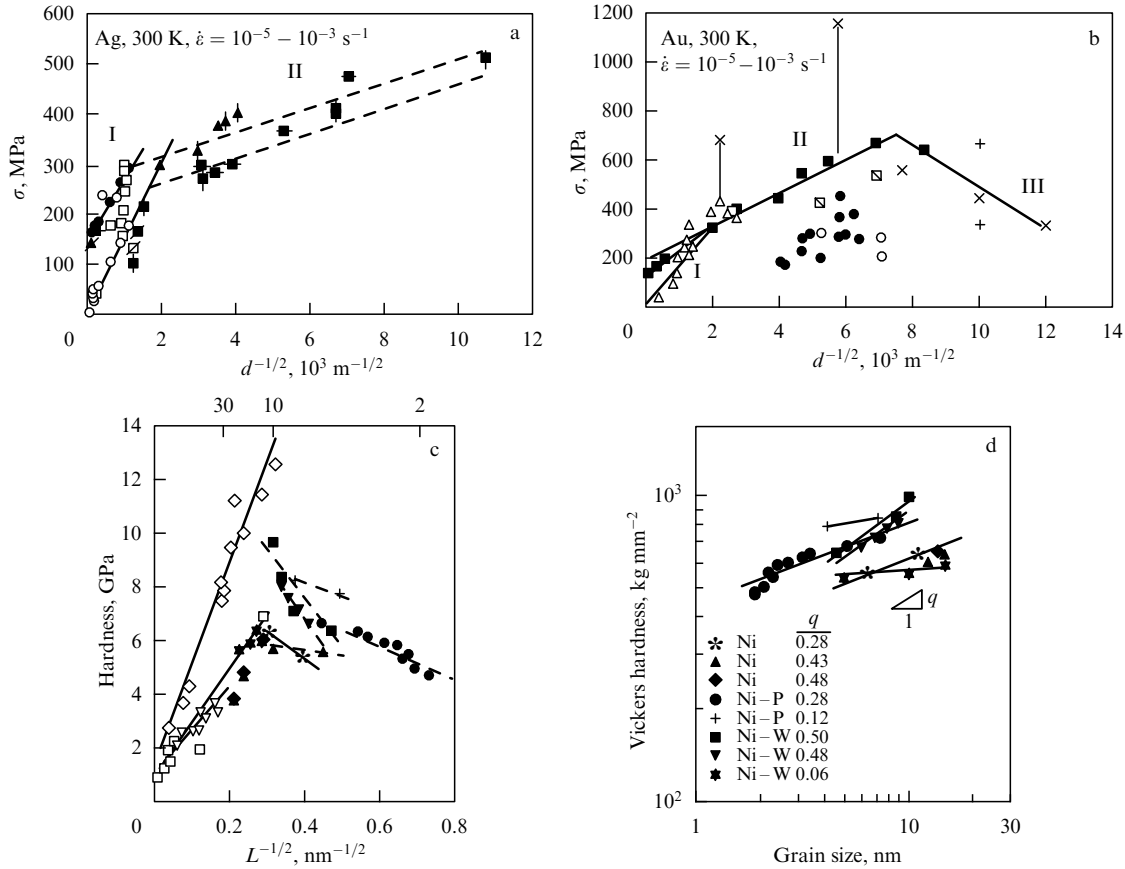 600
500
400
300
200
100
0
2
4
6
8
10
12
σ, MPa
d⁻¹/², 10³ m⁻¹/²
Ag, 300 K, ε̇ = 10⁻⁵ – 10⁻³ s⁻¹
a
I
II
1200
1000
800
600
400
200
0
2
4
6
8
10
12
14
σ, MPa
d⁻¹/², 10³ m⁻¹/²
Au, 300 K,
ε̇ = 10⁻⁵ – 10⁻³ s⁻¹
b
I
II
III
30
10
2
14
12
10
8
6
4
2
0
0.2
0.4
0.6
0.8
Hardness, GPa
L⁻¹/², nm⁻¹/²
c
10³
10²
1
10
30
Vickers hardness, kg mm⁻²
Grain size, nm
d
q
1
q
Ni 0.28
Ni 0.43
Ni 0.48
Ni – P 0.28
Ni – P 0.12
Ni – W 0.50
Ni – W 0.48
Ni – W 0.06